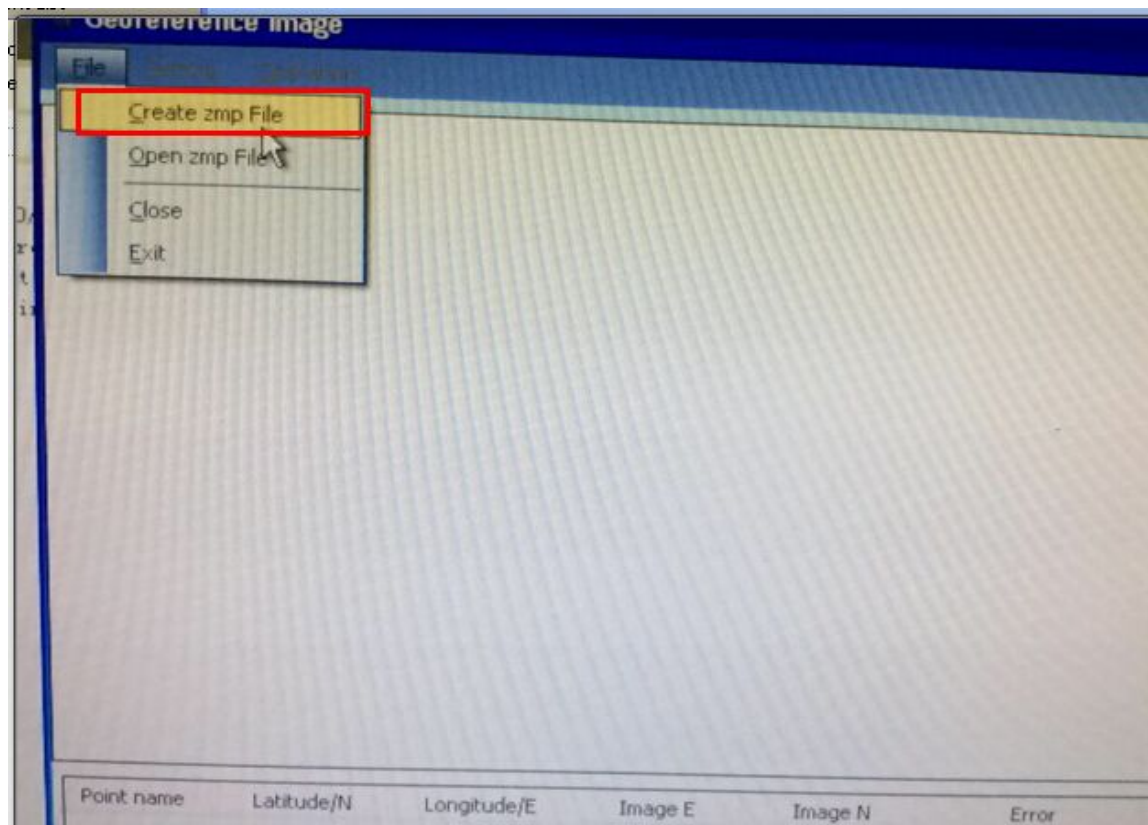 Georeference Image
File
Create zmp File
Open zmp File
Close
Exit
Point name Latitude/N Longitude/E Image E Image N Error